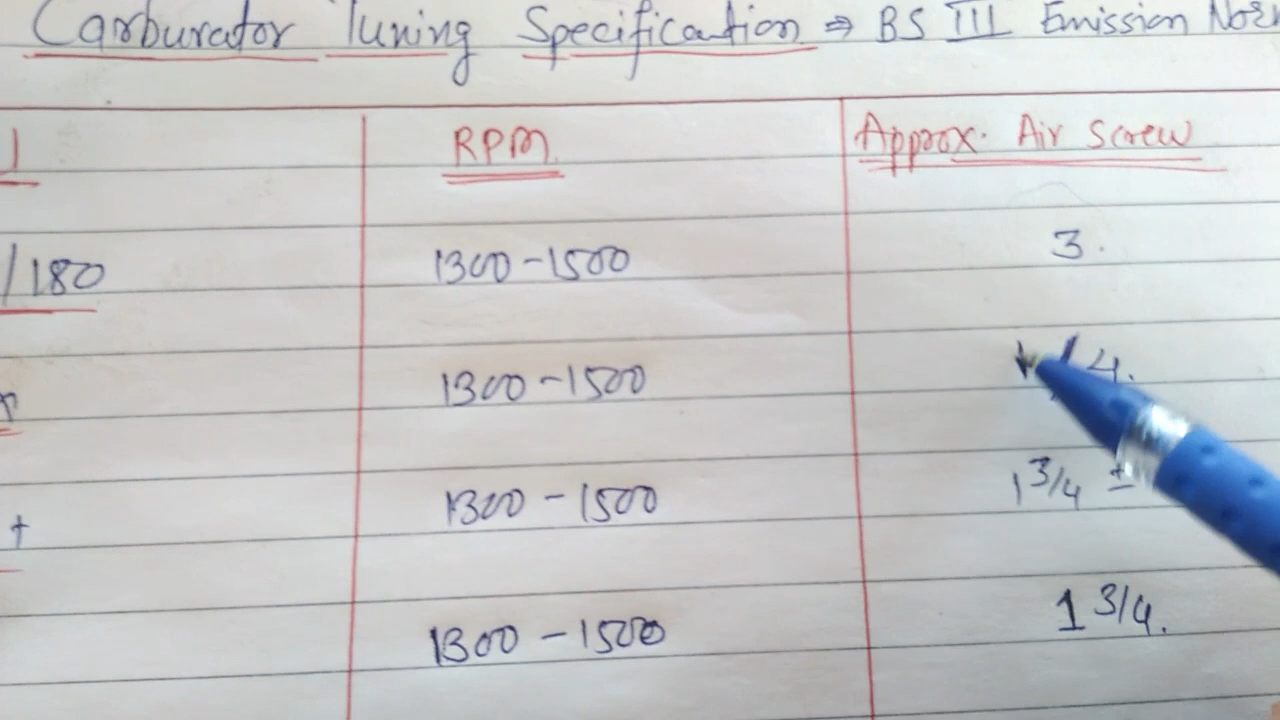 Carburator Tuning Specification ⇒ BS III Emission
RPM. Approx. Air Screw
/180 1300-1500 3.
1300-1500
+ 1300-1500 1 3/4 ±
1300-1500 1 3/4.